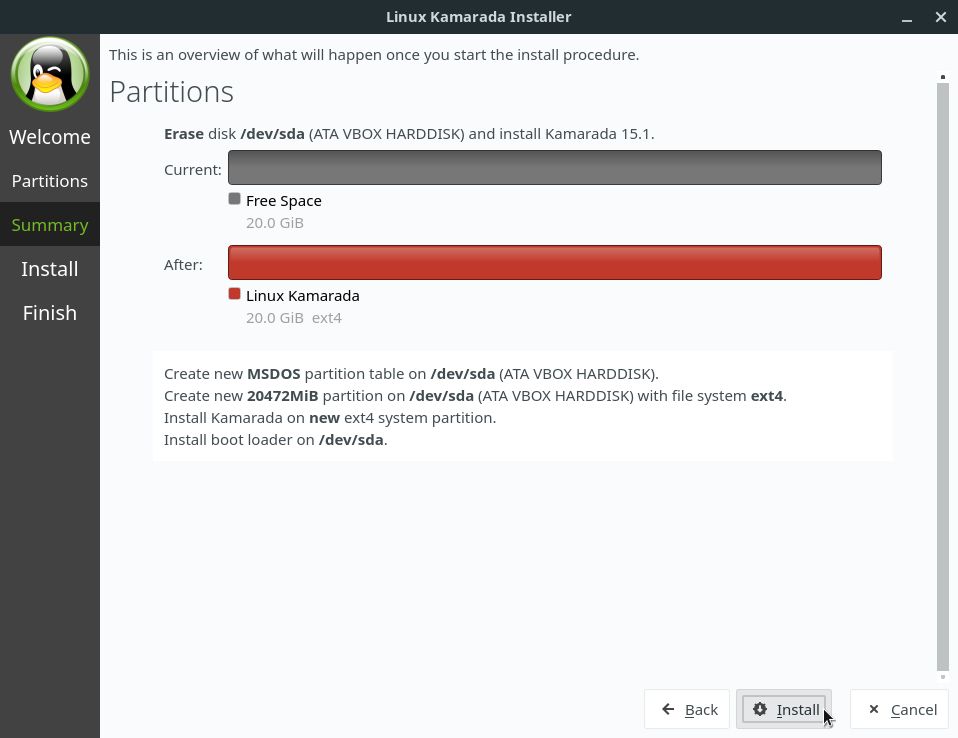 Linux Kamarada Installer
This is an overview of what will happen once you start the install procedure.
Welcome
Partitions
Summary
Install
Finish
Partitions
Erase disk /dev/sda (ATA VBOX HARDDISK) and install Kamarada 15.1.
Current:
Free Space
20.0 GiB
After:
Linux Kamarada
20.0 GiB ext4
Create new MSDOS partition table on /dev/sda (ATA VBOX HARDDISK).
Create new 20472MiB partition on /dev/sda (ATA VBOX HARDDISK) with file system ext4.
Install Kamarada on new ext4 system partition.
Install boot loader on /dev/sda.
Back
Install
Cancel